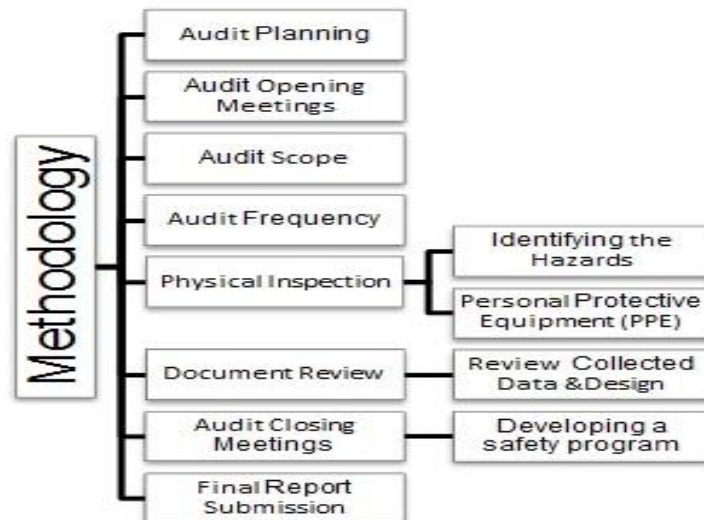 Methodology
Audit Planning
Audit Opening
Meetings
Audit Scope
Audit Frequency
Physical Inspection
Identifying the
Hazards
Personal Protective
Equipment (PPE)
Document Review
Review Collected
Data &Design
Audit Closing
Meetings
Developing a
safety program
Final Report
Submission